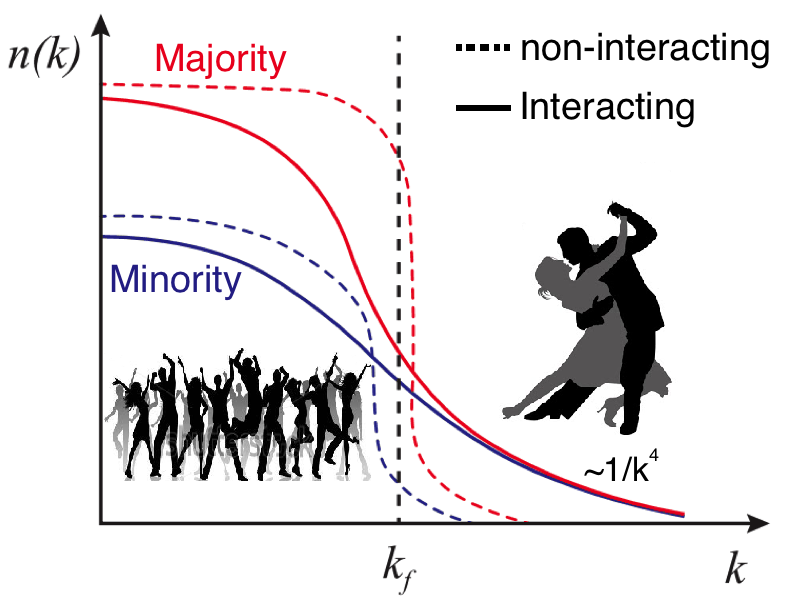 n(k)
Majority
non-interacting
Interacting
Minority
~1/k⁴
k_f
k